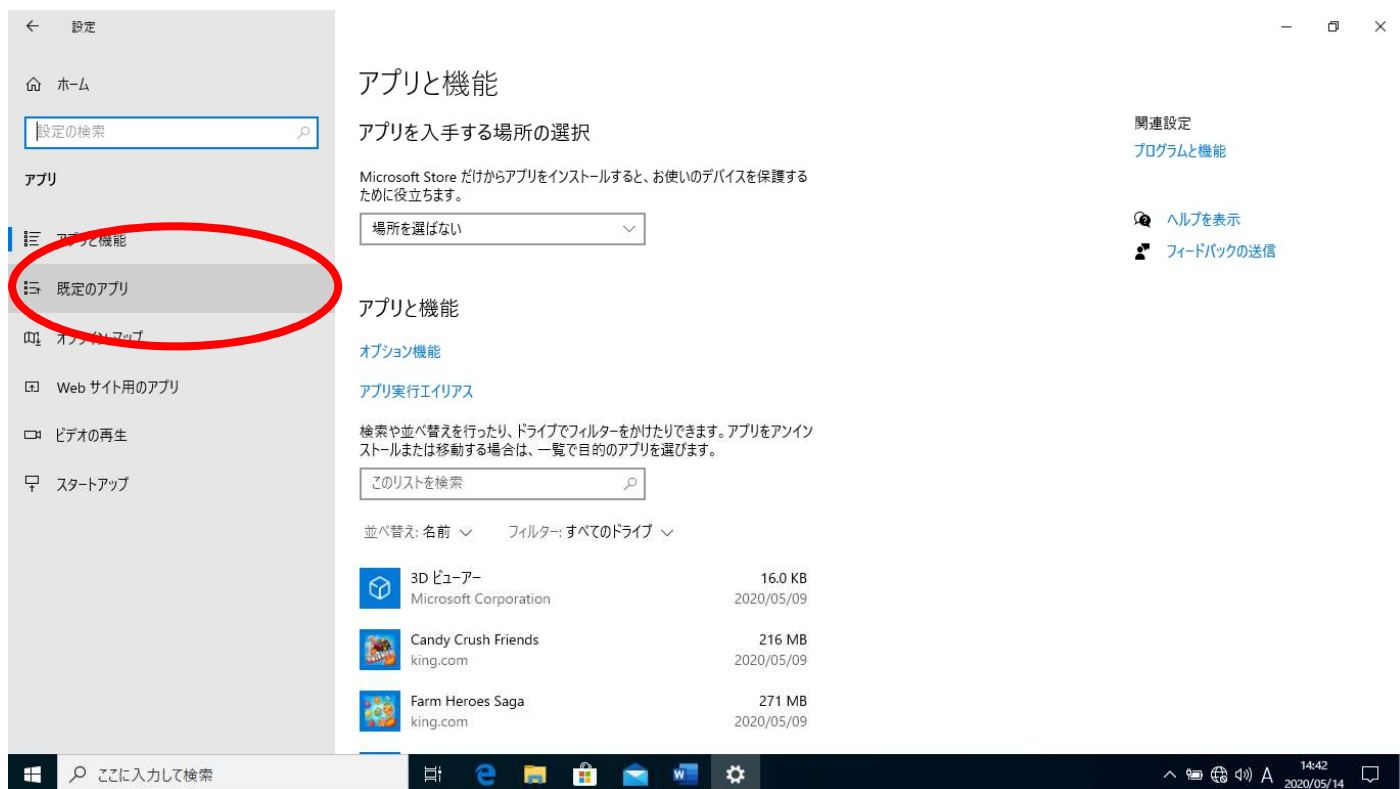 設定
ホーム
設定の検索
アプリ
アプリと機能
既定のアプリ
オフライン マップ
Web サイト用のアプリ
ビデオの再生
スタートアップ
アプリと機能
アプリを入手する場所の選択
Microsoft Store だけからアプリをインストールすると、お使いのデバイスを保護する
ために役立ちます。
場所を選ばない
アプリと機能
オプション機能
アプリ実行エイリアス
検索や並べ替えを行ったり、ドライブでフィルターをかけたりできます。アプリをアンイン
ストールまたは移動する場合は、一覧で目的のアプリを選びます。
このリストを検索
並べ替え: 名前 フィルター: すべてのドライブ
3D ビューアー 16.0 KB
Microsoft Corporation 2020/05/09
Candy Crush Friends 216 MB
king.com 2020/05/09
Farm Heroes Saga 271 MB
king.com 2020/05/09
関連設定
プログラムと機能
ヘルプを表示
フィードバックの送信
ここに入力して検索
A
14:42
2020/05/14